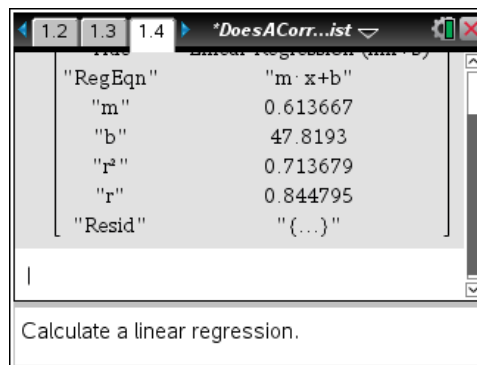 1.2 1.3 1.4 *DoesACorr...ist
"RegEqn" "m·x+b"
"m" 0.613667
"b" 47.8193
"r²" 0.713679
"r" 0.844795
"Resid" "{...}"
Calculate a linear regression.